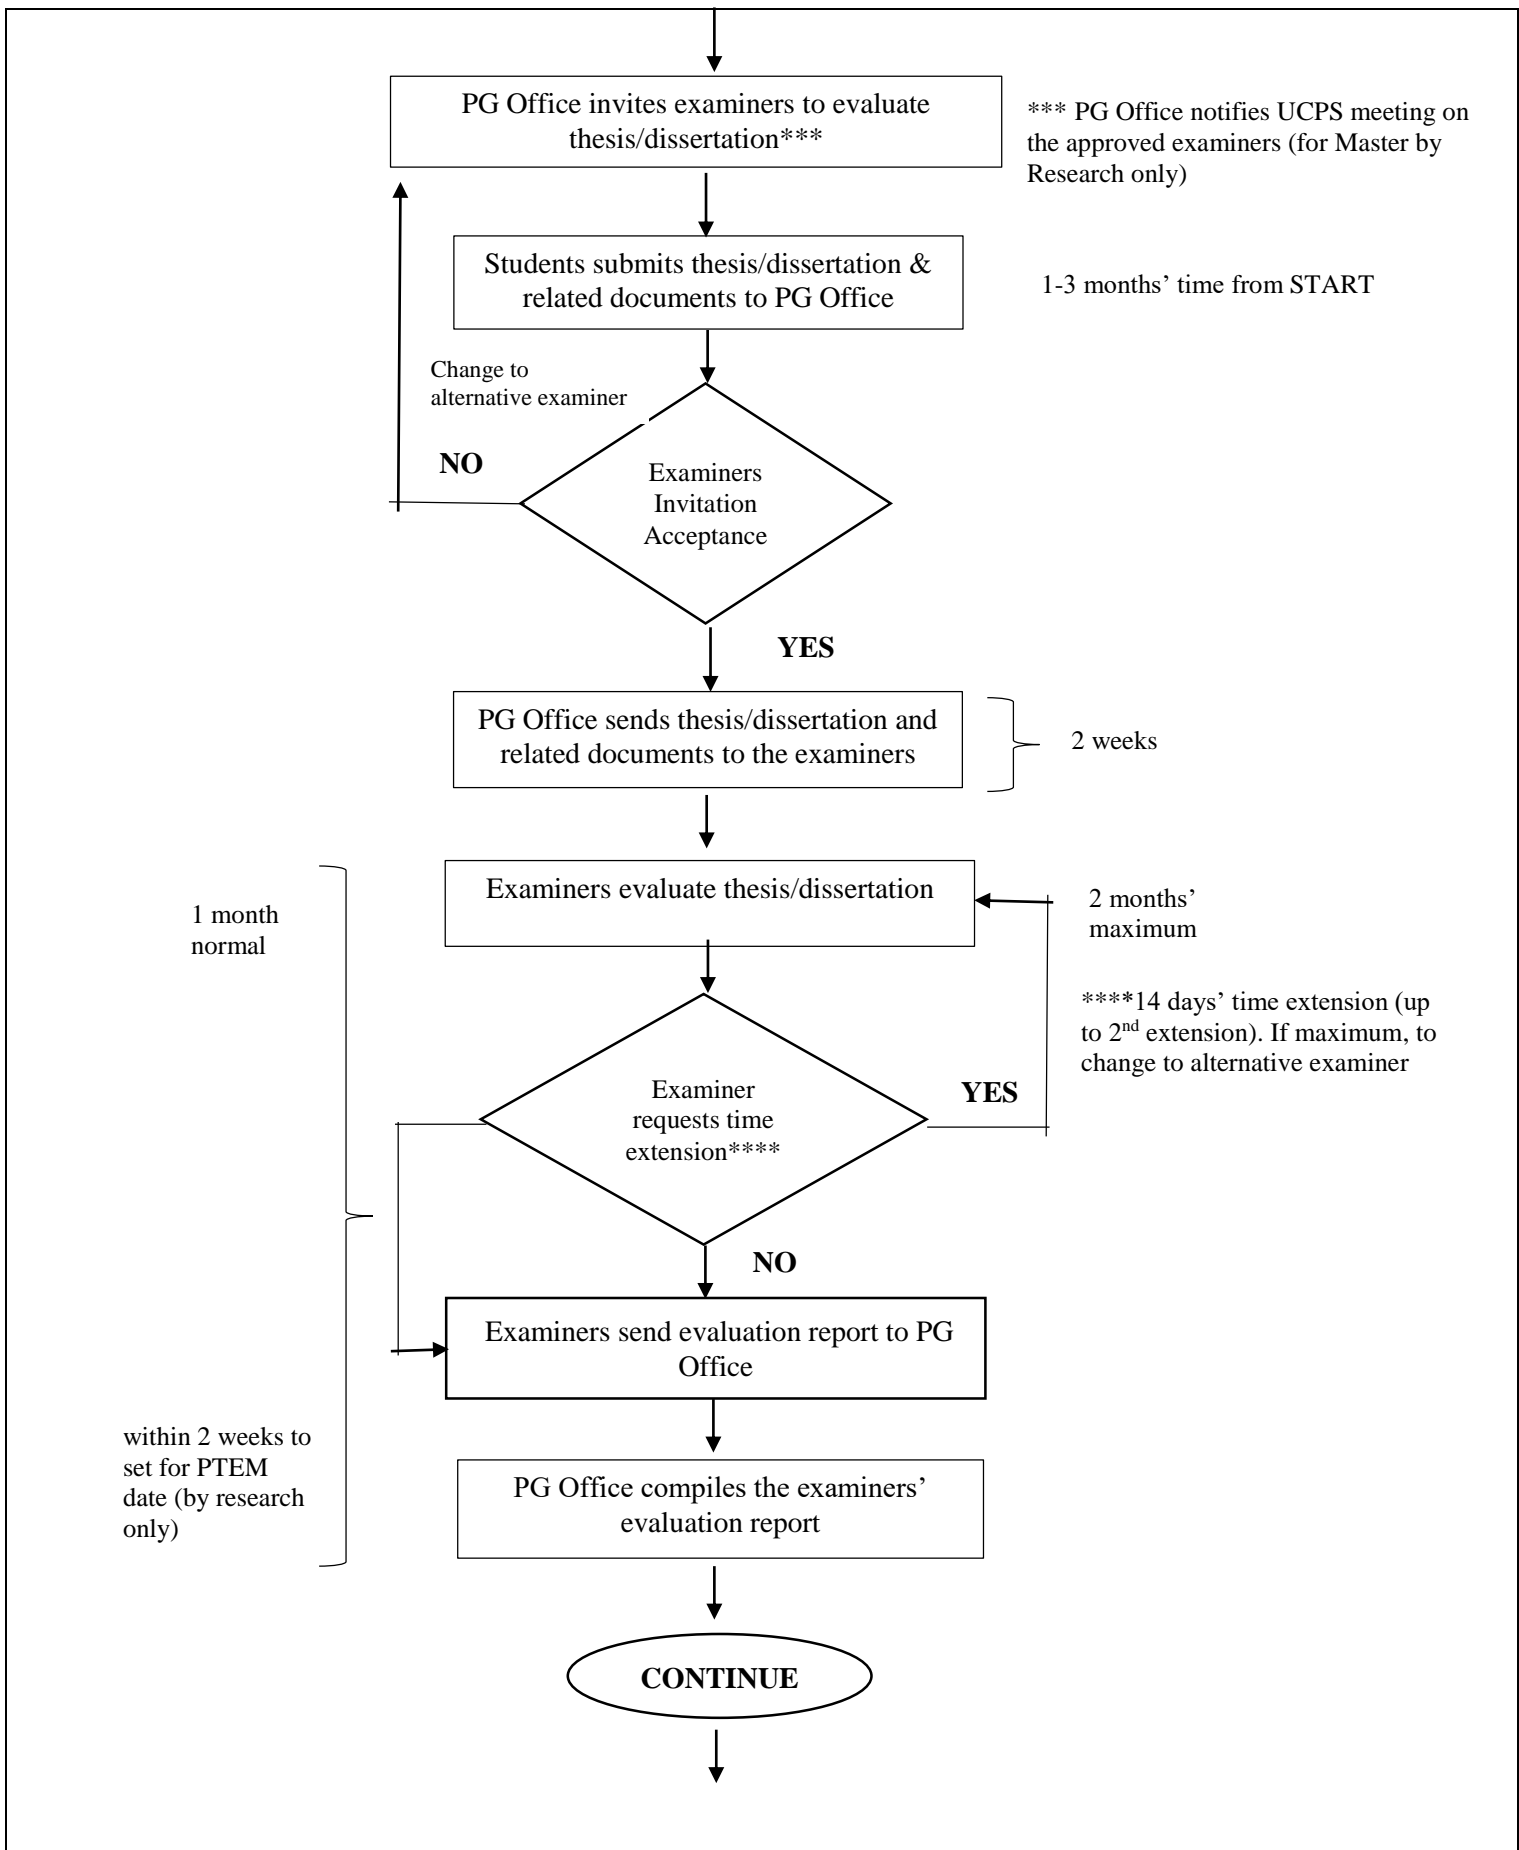 PG Office invites examiners to evaluate
thesis/dissertation***
*** PG Office notifies UCPS meeting on
the approved examiners (for Master by
Research only)
Students submits thesis/dissertation &
related documents to PG Office
1-3 months’ time from START
Change to
alternative examiner
NO
Examiners
Invitation
Acceptance
YES
PG Office sends thesis/dissertation and
related documents to the examiners
2 weeks
Examiners evaluate thesis/dissertation
1 month
normal
2 months’
maximum
****14 days’ time extension (up
to 2nd extension). If maximum, to
change to alternative examiner
Examiner
requests time
extension****
YES
NO
Examiners send evaluation report to PG
Office
within 2 weeks to
set for PTEM
date (by research
only)
PG Office compiles the examiners’
evaluation report
CONTINUE